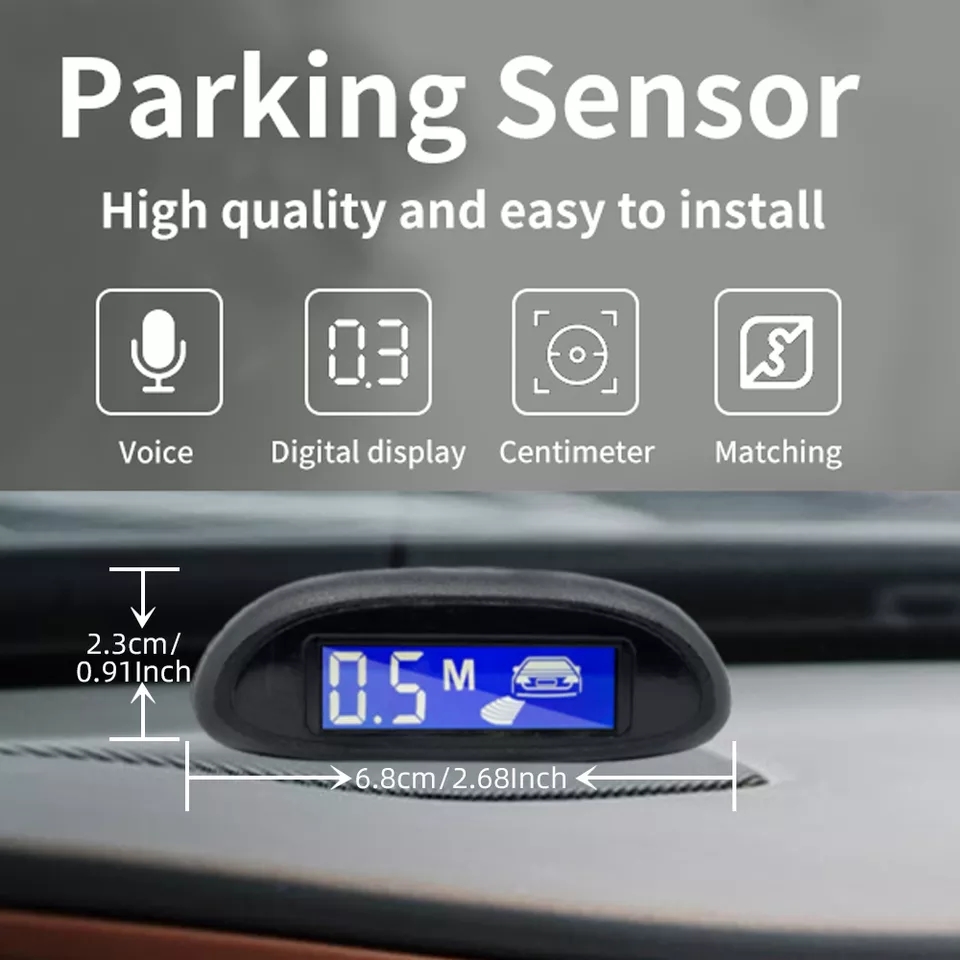 Parking Sensor
High quality and easy to install
0.3
Voice
Digital display
Centimeter
Matching
2.3cm/
0.91Inch
0.5 M
6.8cm/2.68Inch